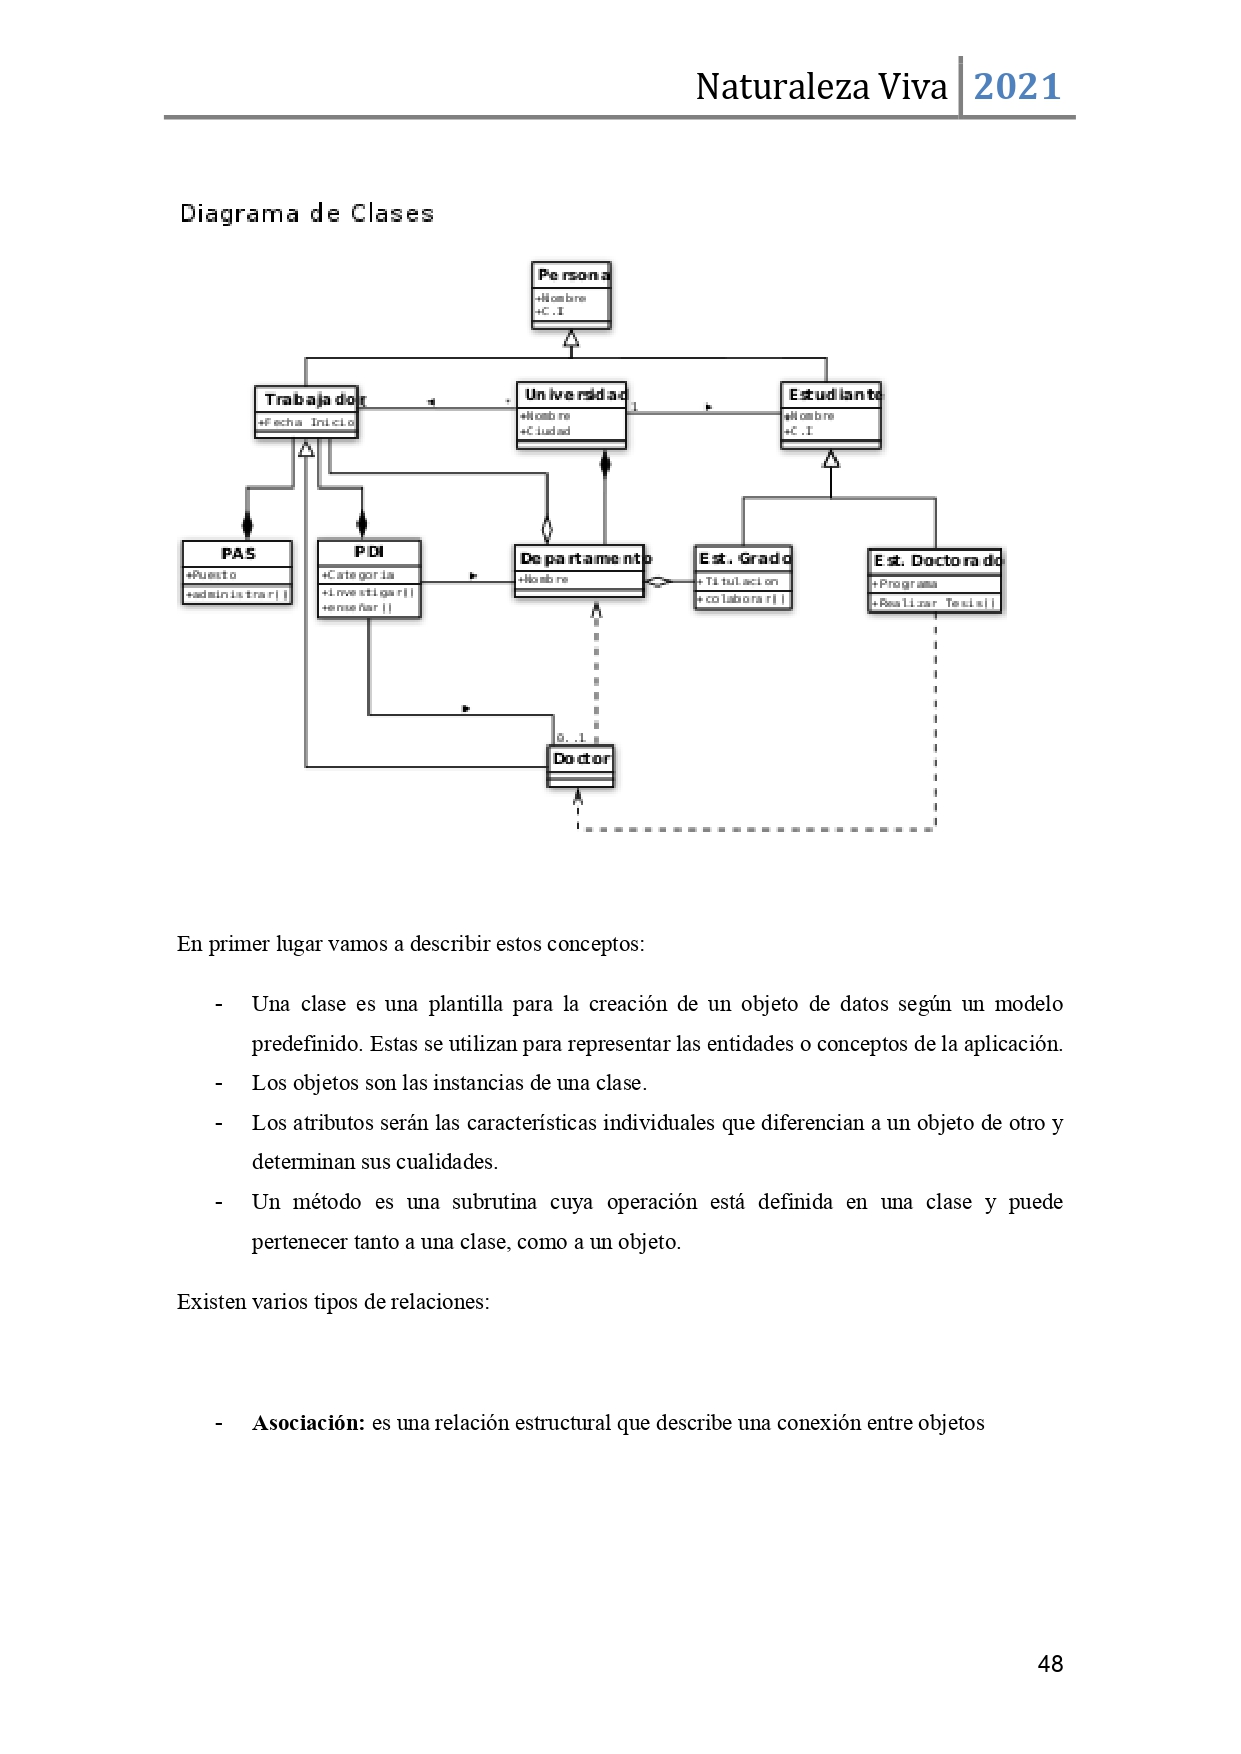 Naturaleza Viva 2021
Diagrama de Clases
Persona
+Nombre
+C.I
Trabajador
+Fecha Inicio
Universidad
+Nombre
+Ciudad
*
1
Estudiante
+Nombre
+C.I
PAS
+Puesto
+administrar()
PDI
+Categoria
+investigar()
+enseñar()
Departamento
+Nombre
Est. Grado
+Titulacion
+colaborar()
Est. Doctorado
+Programa
+Realizar Tesis()
0..1
Doctor
En primer lugar vamos a describir estos conceptos:
- Una clase es una plantilla para la creación de un objeto de datos según un modelo
predefinido. Estas se utilizan para representar las entidades o conceptos de la aplicación.
- Los objetos son las instancias de una clase.
- Los atributos serán las características individuales que diferencian a un objeto de otro y
determinan sus cualidades.
- Un método es una subrutina cuya operación está definida en una clase y puede
pertenecer tanto a una clase, como a un objeto.
Existen varios tipos de relaciones:
- Asociación: es una relación estructural que describe una conexión entre objetos
48